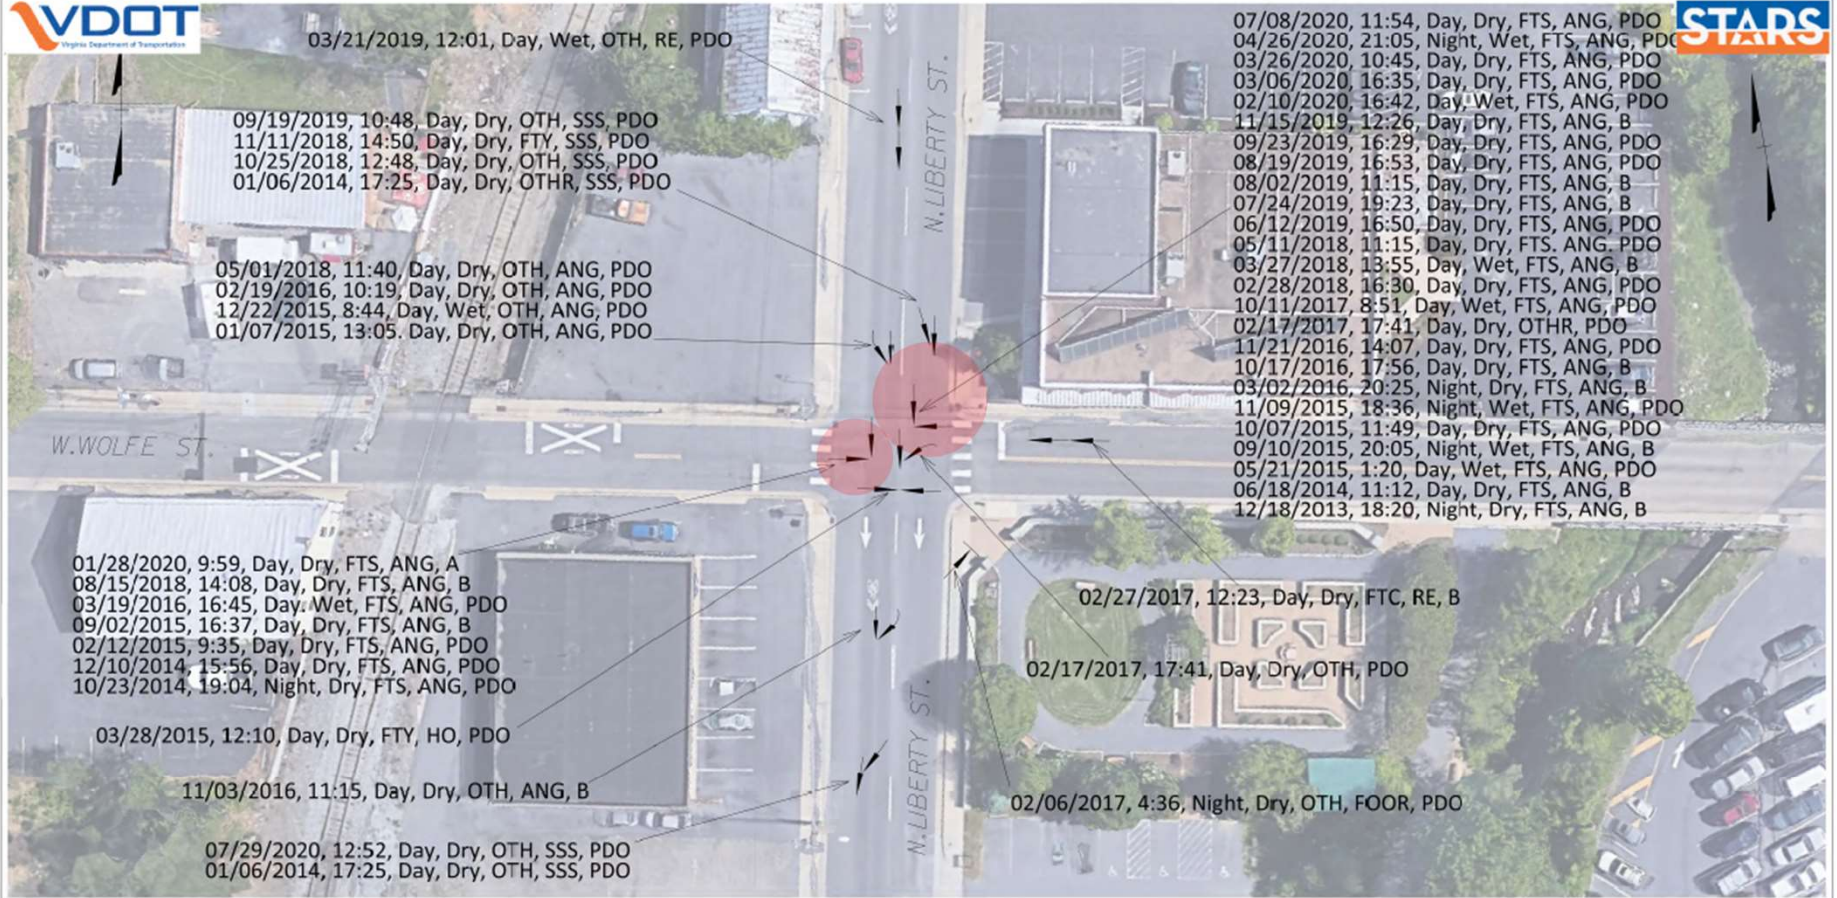 VDOT
Virginia Department of Transportation
STARS
03/21/2019, 12:01, Day, Wet, OTH, RE, PDO
09/19/2019, 10:48, Day, Dry, OTH, SSS, PDO
11/11/2018, 14:50, Day, Dry, FTY, SSS, PDO
10/25/2018, 12:48, Day, Dry, OTH, SSS, PDO
01/06/2014, 17:25, Day, Dry, OTHR, SSS, PDO
05/01/2018, 11:40, Day, Dry, OTH, ANG, PDO
02/19/2016, 10:19, Day, Dry, OTH, ANG, PDO
12/22/2015, 8:44, Day, Wet, OTH, ANG, PDO
01/07/2015, 13:05. Day, Dry, OTH, ANG, PDO
N.LIBERTY ST.
07/08/2020, 11:54, Day, Dry, FTS, ANG, PDO
04/26/2020, 21:05, Night, Wet, FTS, ANG, PDO
03/26/2020, 10:45, Day, Dry, FTS, ANG, PDO
03/06/2020, 16:35, Day, Dry, FTS, ANG, PDO
02/10/2020, 16:42, Day, Wet, FTS, ANG, PDO
11/15/2019, 12:26, Day, Dry, FTS, ANG, B
09/23/2019, 16:29, Day, Dry, FTS, ANG, PDO
08/19/2019, 16:53, Day, Dry, FTS, ANG, PDO
08/02/2019, 11:15, Day, Dry, FTS, ANG, B
07/24/2019, 19:23, Day, Dry, FTS, ANG, B
06/12/2019, 16:50, Day, Dry, FTS, ANG, PDO
05/11/2018, 11:15, Day, Dry, FTS, ANG, PDO
03/27/2018, 13:55, Day, Wet, FTS, ANG, B
02/28/2018, 16:30, Day, Dry, FTS, ANG, PDO
10/11/2017, 8:51, Day, Wet, FTS, ANG, PDO
02/17/2017, 17:41, Day, Dry, OTHR, PDO
11/21/2016, 14:07, Day, Dry, FTS, ANG, PDO
10/17/2016, 17:56, Day, Dry, FTS, ANG, B
03/02/2016, 20:25, Night, Dry, FTS, ANG, B
11/09/2015, 18:36, Night, Wet, FTS, ANG, PDO
10/07/2015, 11:49, Day, Dry, FTS, ANG, PDO
09/10/2015, 20:05, Night, Wet, FTS, ANG, B
05/21/2015, 1:20, Day, Wet, FTS, ANG, PDO
06/18/2014, 11:12, Day, Dry, FTS, ANG, B
12/18/2013, 18:20, Night, Dry, FTS, ANG, B
W.WOLFE ST.
01/28/2020, 9:59, Day, Dry, FTS, ANG, A
08/15/2018, 14:08, Day, Dry, FTS, ANG, B
03/19/2016, 16:45, Day, Wet, FTS, ANG, PDO
09/02/2015, 16:37, Day, Dry, FTS, ANG, B
02/12/2015, 9:35, Day, Dry, FTS, ANG, PDO
12/10/2014, 15:56, Day, Dry, FTS, ANG, PDO
10/23/2014, 19:04, Night, Dry, FTS, ANG, PDO
03/28/2015, 12:10, Day, Dry, FTY, HO, PDO
11/03/2016, 11:15, Day, Dry, OTH, ANG, B
07/29/2020, 12:52, Day, Dry, OTH, SSS, PDO
01/06/2014, 17:25, Day, Dry, OTH, SSS, PDO
N.LIBERTY ST.
02/27/2017, 12:23, Day, Dry, FTC, RE, B
02/17/2017, 17:41, Day, Dry, OTH, PDO
02/06/2017, 4:36, Night, Dry, OTH, FOOR, PDO